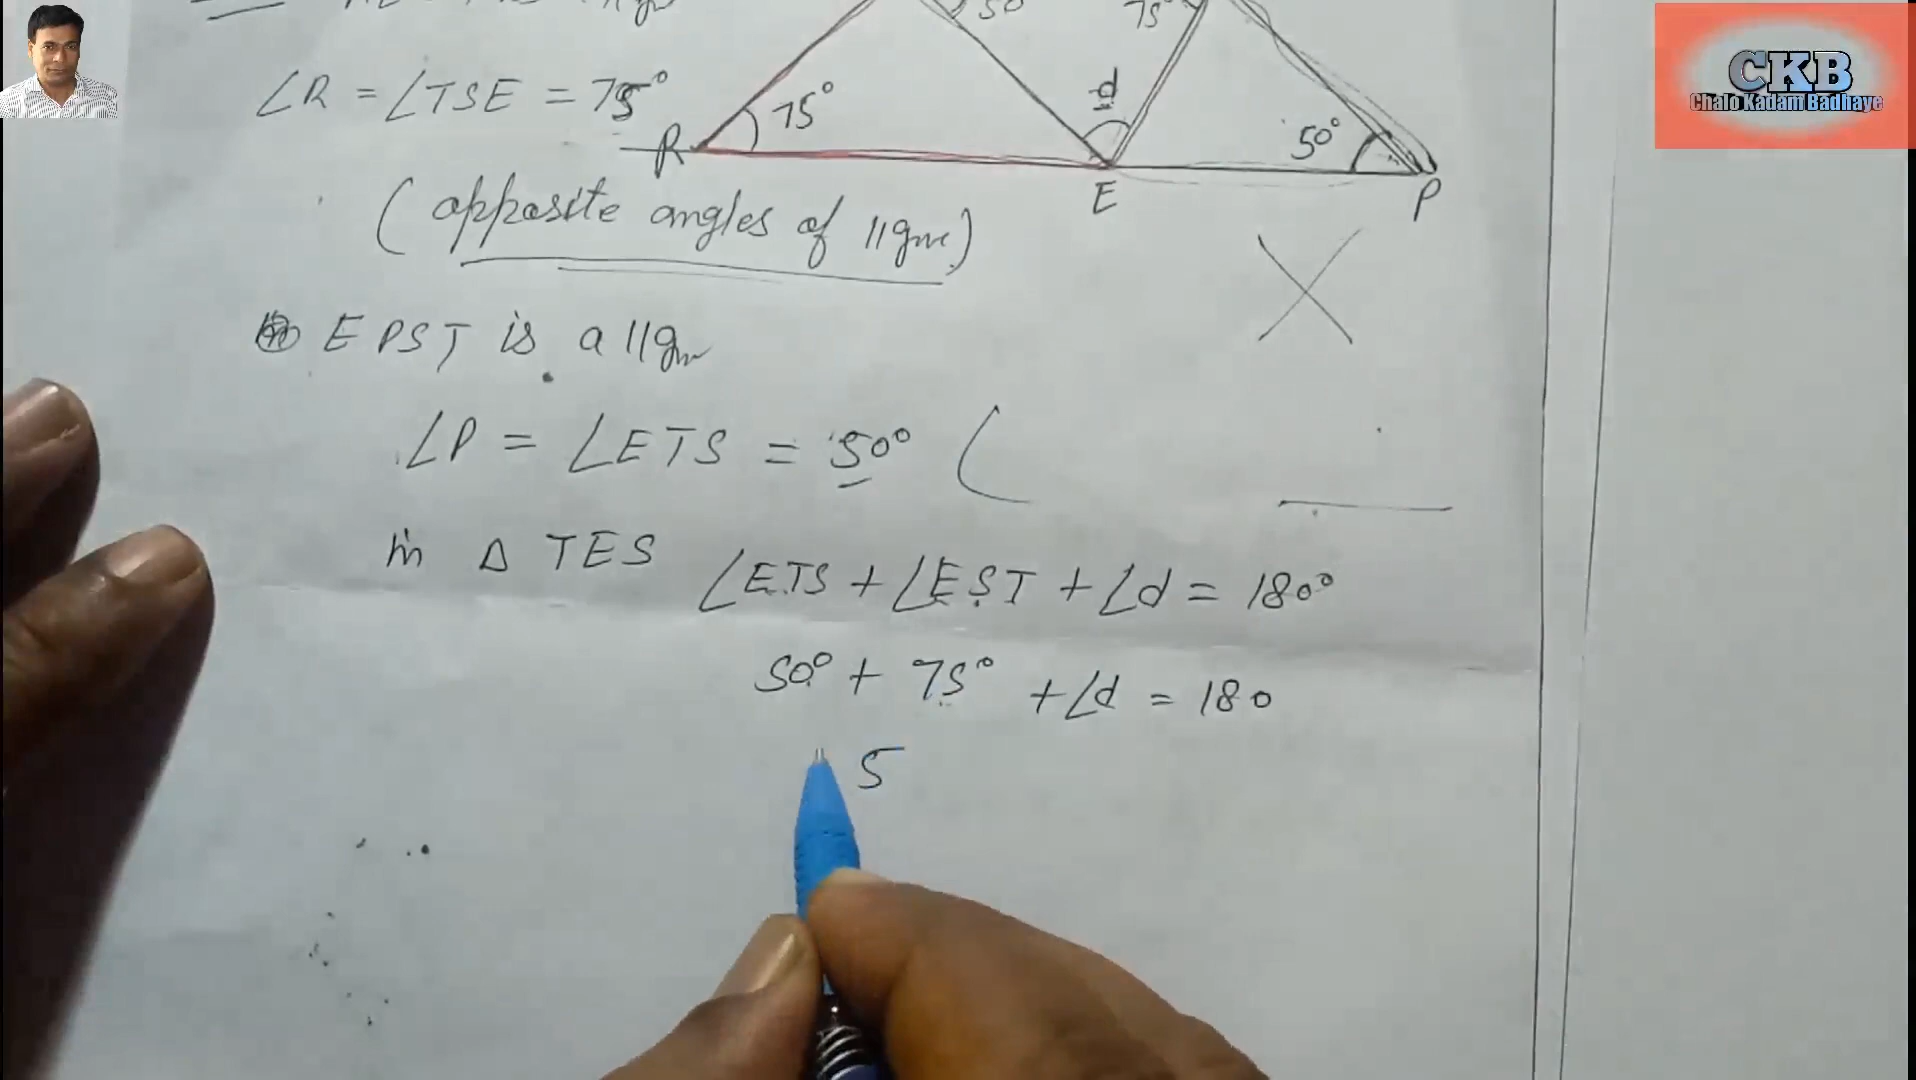 50
75°
∠R = ∠TSE = 75°
75°
∠d
50°
R
E
P
(opposite angles of ||gm)
EPST is a ||gm
∠P = ∠ETS = 50° (
in Δ TES
∠ETS + ∠EST + ∠d = 180°
50° + 75° + ∠d = 180
5
CKB
Chalo Kadam Badhaye